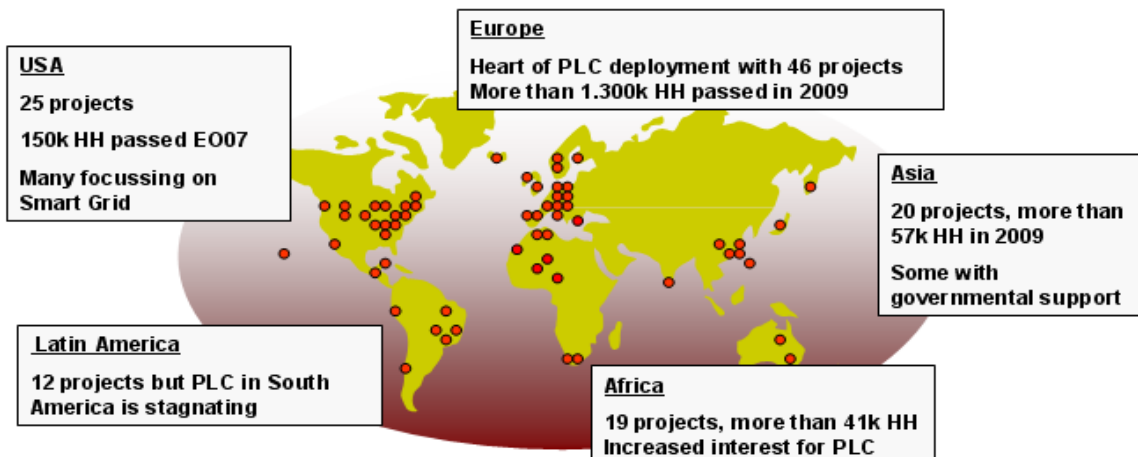 USA
25 projects
150k HH passed EO07
Many focussing on
Smart Grid
Europe
Heart of PLC deployment with 46 projects
More than 1.300k HH passed in 2009
Asia
20 projects, more than
57k HH in 2009
Some with
governmental support
Latin America
12 projects but PLC in South
America is stagnating
Africa
19 projects, more than 41k HH
Increased interest for PLC